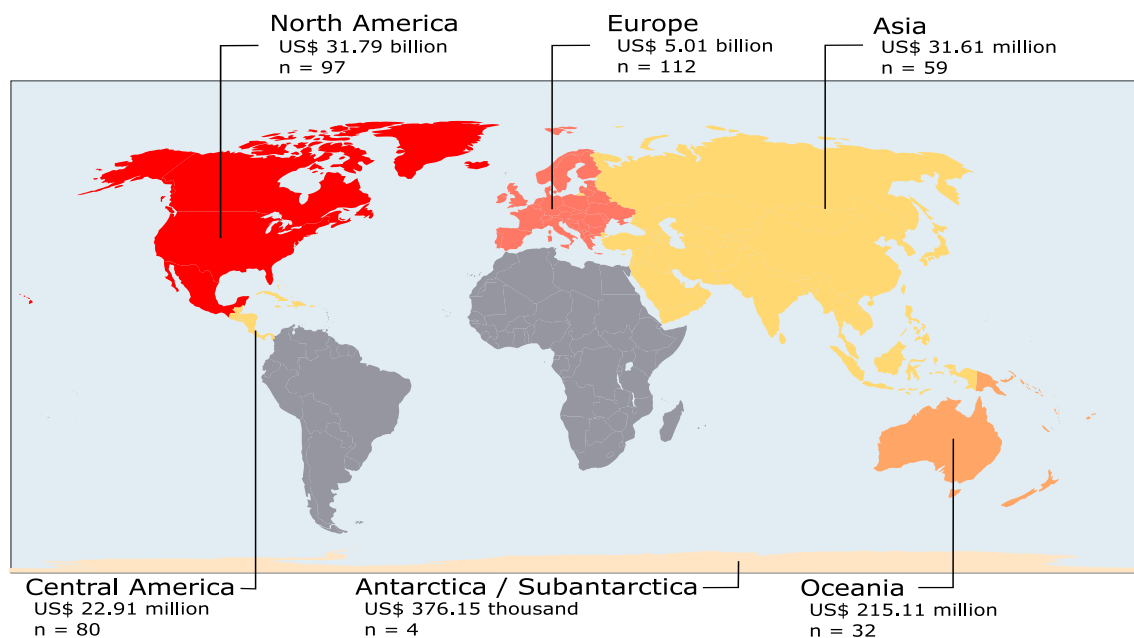 North America
US$ 31.79 billion
n = 97
Europe
US$ 5.01 billion
n = 112
Asia
US$ 31.61 million
n = 59
Central America
US$ 22.91 million
n = 80
Antarctica / Subantarctica
US$ 376.15 thousand
n = 4
Oceania
US$ 215.11 million
n = 32